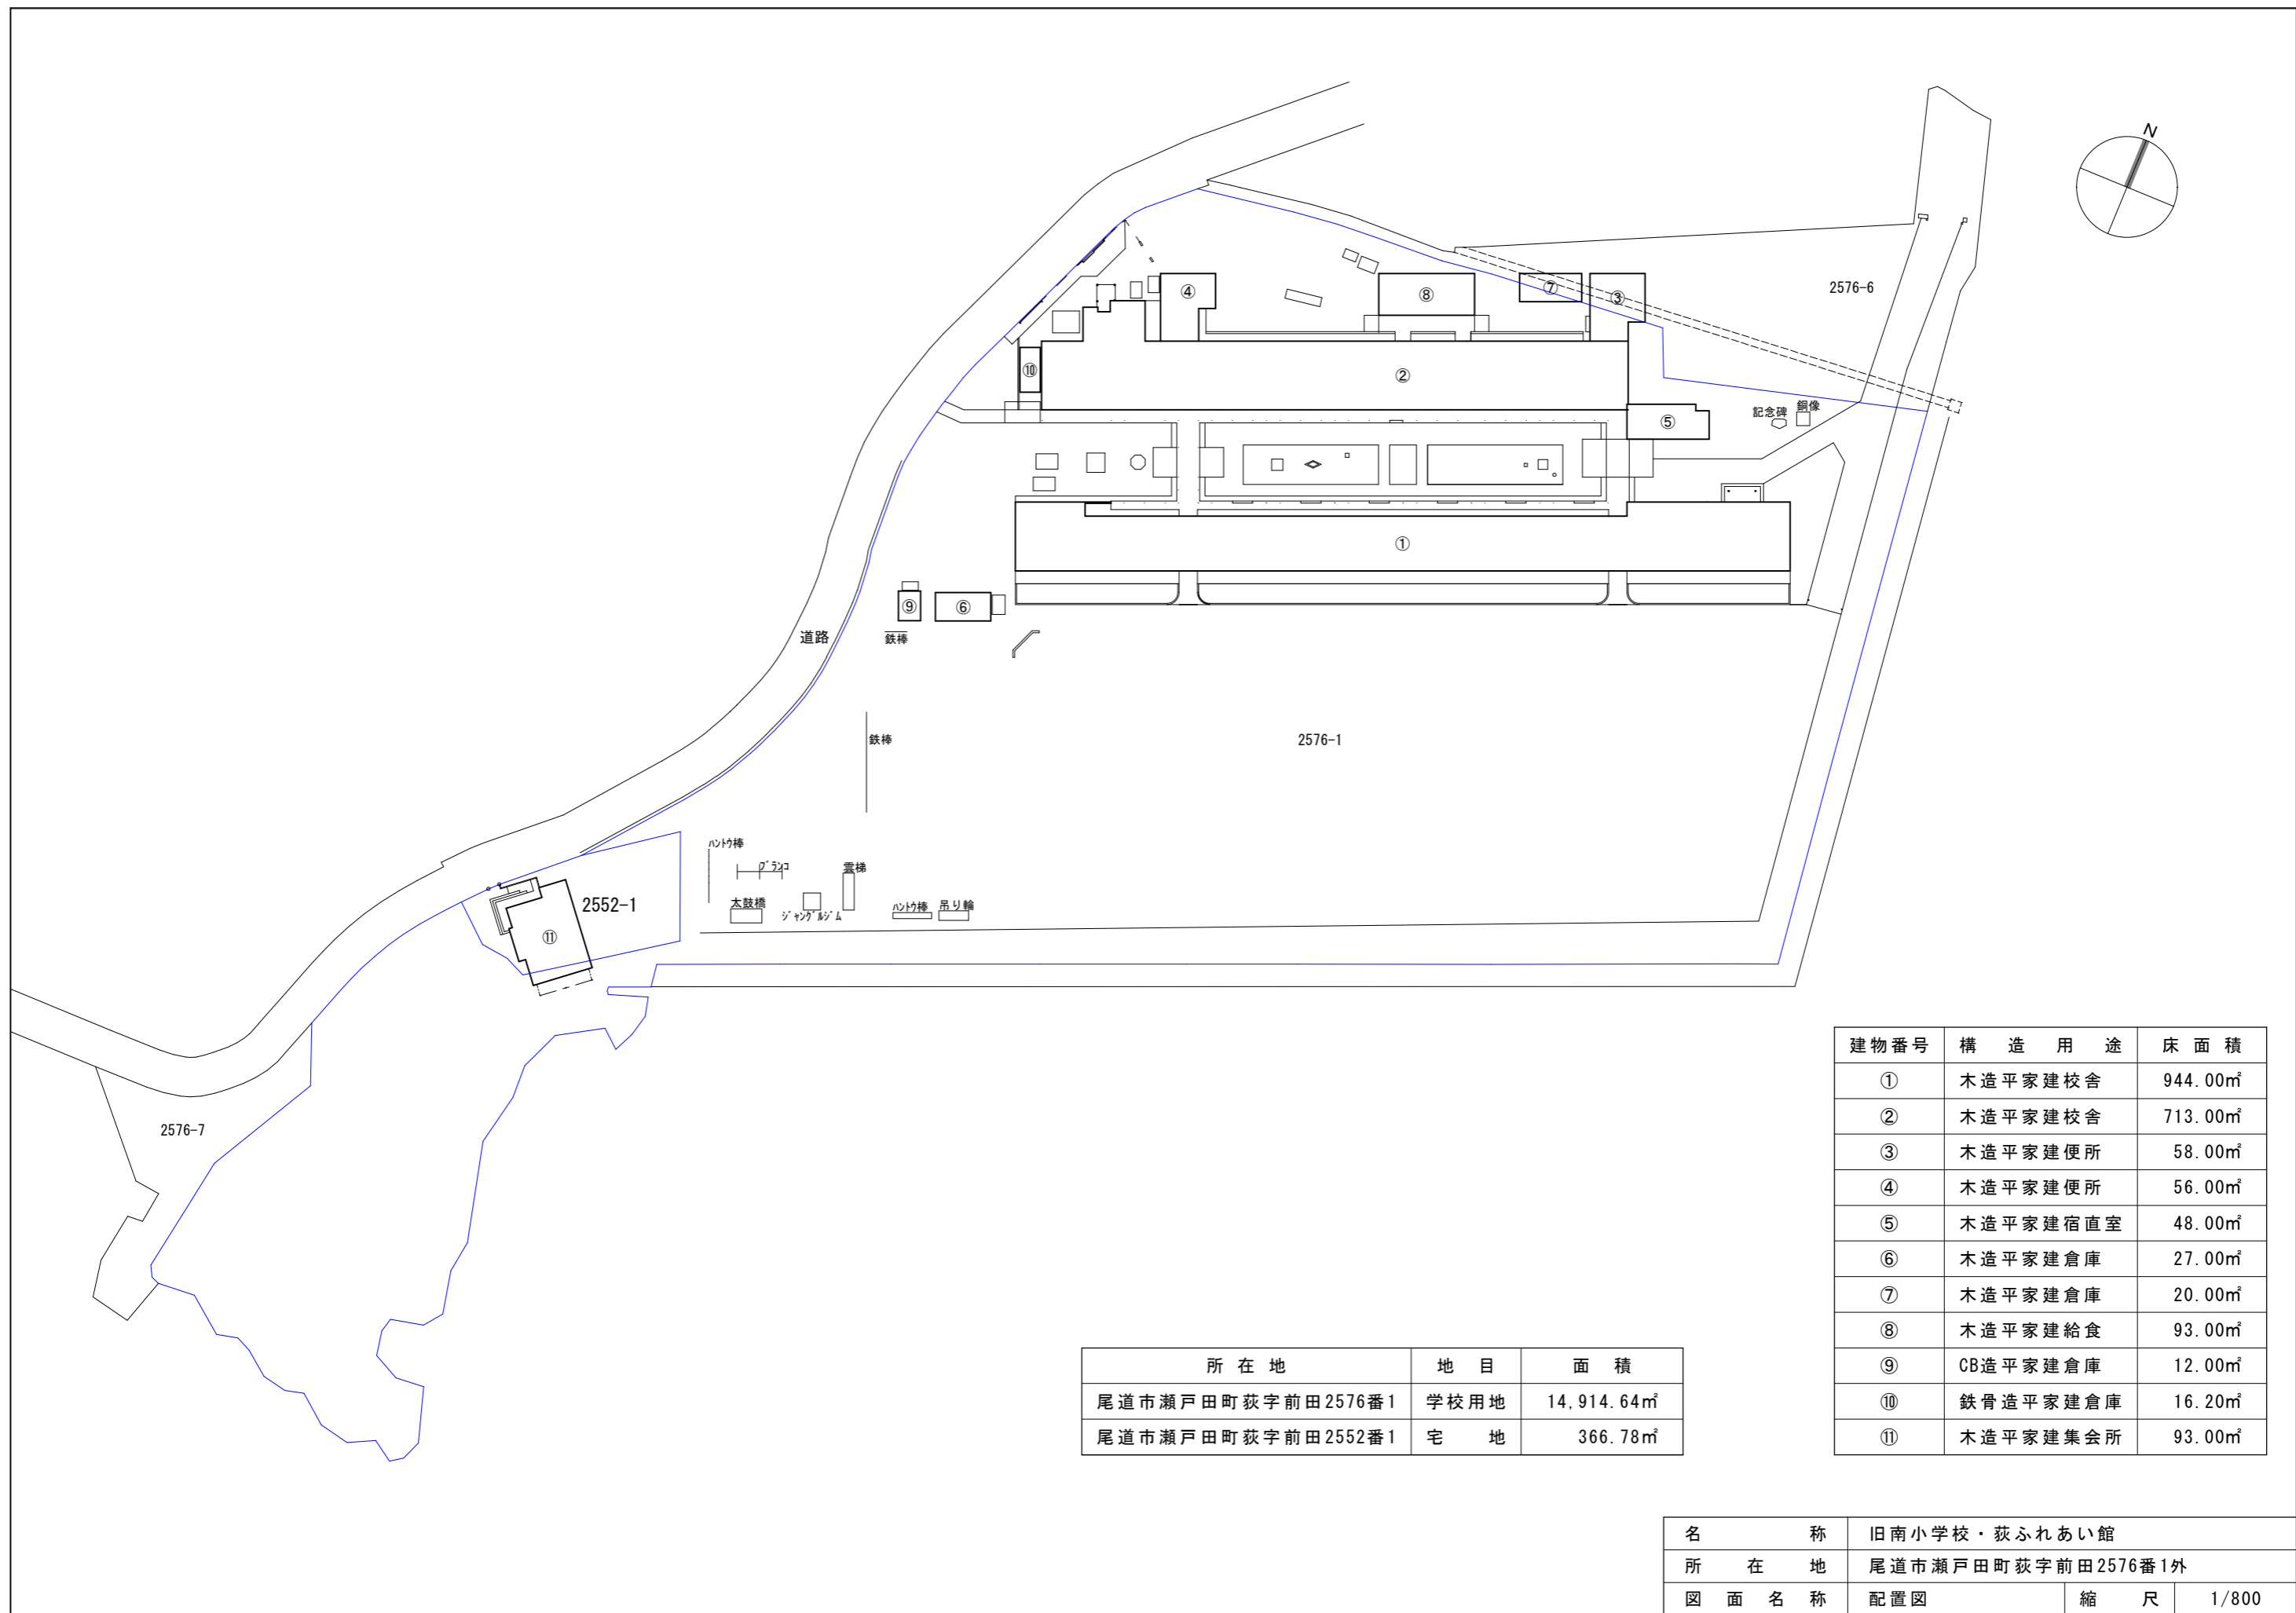 N
2576-6
④
⑧
⑦
③
⑩
②
⑤
記念碑
銅像
①
⑨
⑥
鉄棒
道路
鉄棒
2576-1
ﾊﾝﾄｳ棒
ﾌﾞﾗﾝｺ
雲梯
太鼓橋
ｼﾞｬﾝｸﾞﾙｼﾞﾑ
ﾊﾝﾄｳ棒
吊り輪
2552-1
⑪
2576-7
建物番号 構造用途 床面積
① 木造平家建校舎 944.00㎡
② 木造平家建校舎 713.00㎡
③ 木造平家建便所 58.00㎡
④ 木造平家建便所 56.00㎡
⑤ 木造平家建宿直室 48.00㎡
⑥ 木造平家建倉庫 27.00㎡
⑦ 木造平家建倉庫 20.00㎡
⑧ 木造平家建給食 93.00㎡
⑨ CB造平家建倉庫 12.00㎡
⑩ 鉄骨造平家建倉庫 16.20㎡
⑪ 木造平家建集会所 93.00㎡
所在地 地目 面積
尾道市瀬戸田町荻字前田2576番1 学校用地 14,914.64㎡
尾道市瀬戸田町荻字前田2552番1 宅地 366.78㎡
名称 旧南小学校・荻ふれあい館
所在地 尾道市瀬戸田町荻字前田2576番1外
図面名称 配置図 縮尺 1/800